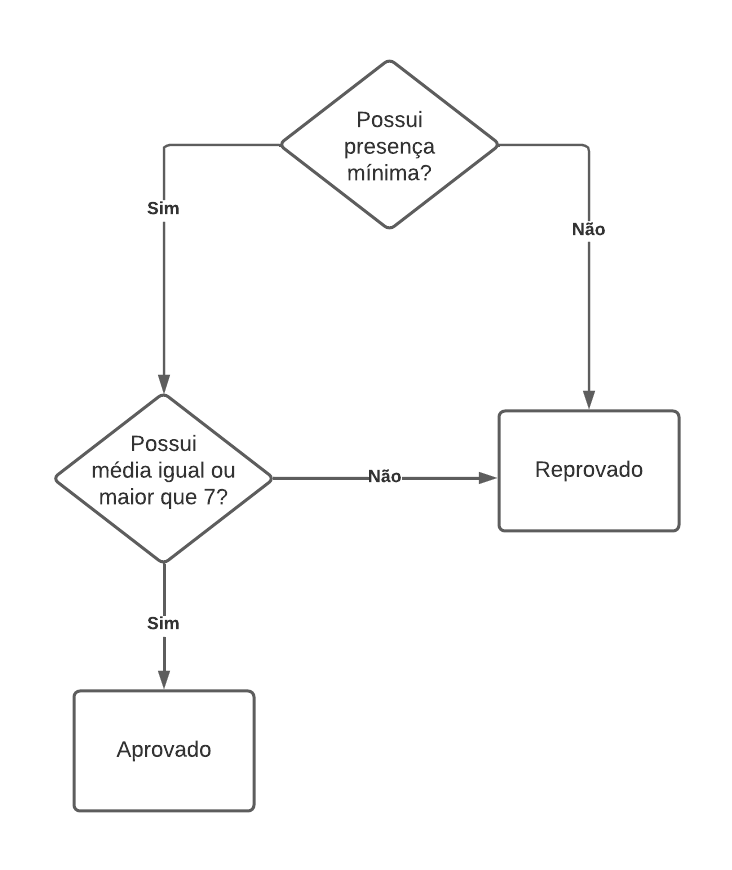 Possui
presença
mínima?
Sim
Não
Possui
média igual ou
maior que 7?
Não
Reprovado
Sim
Aprovado